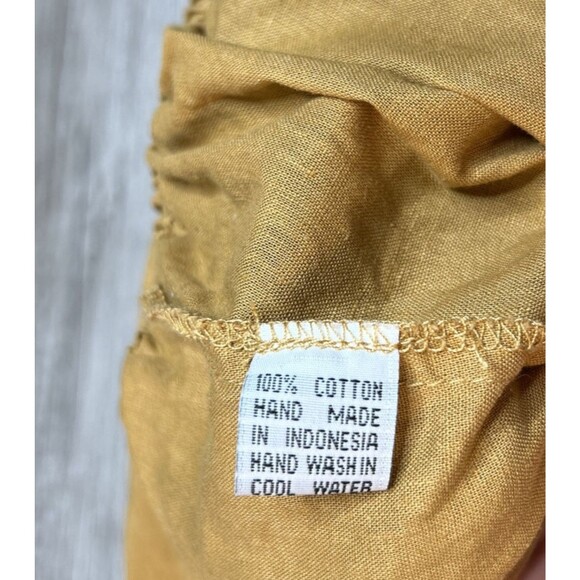 100% COTTON
HAND MADE
IN INDONESIA
HAND WASH IN
COOL WATER